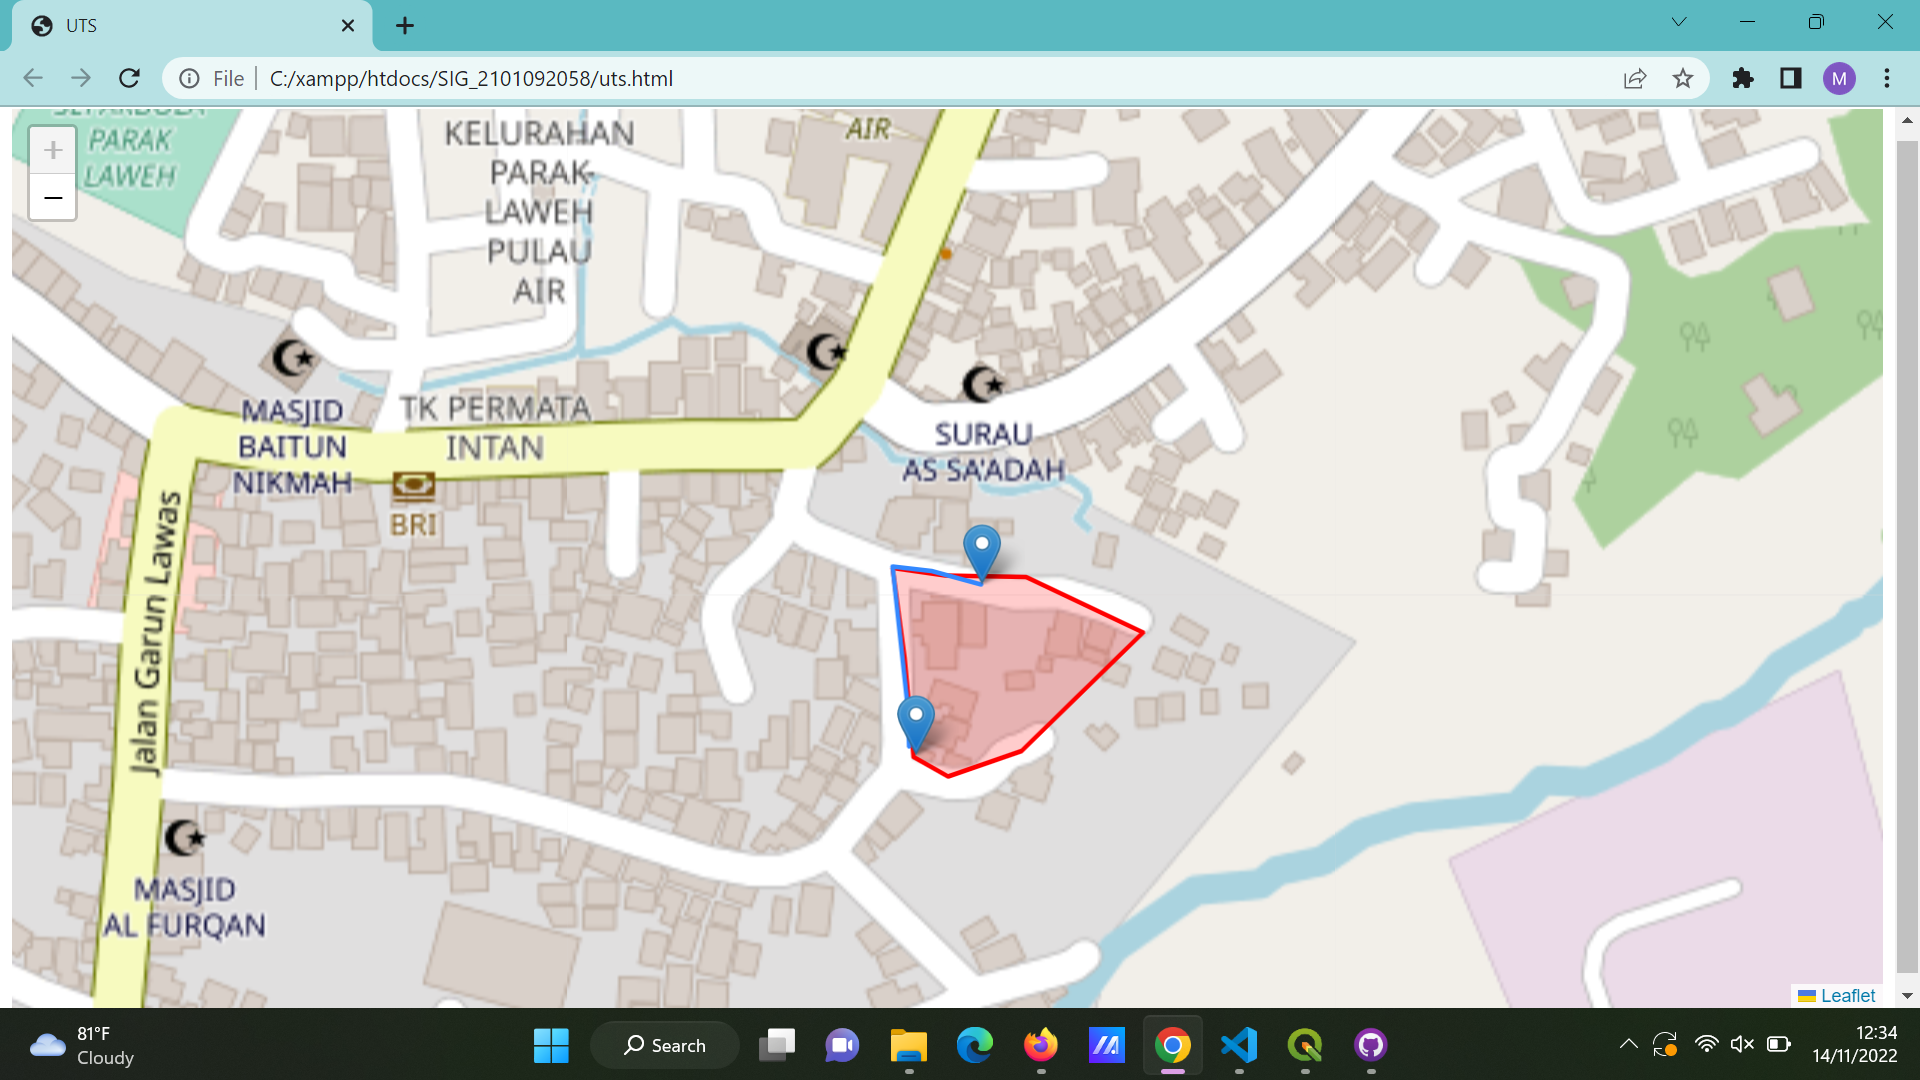 UTS
File
C:/xampp/htdocs/SIG_2101092058/uts.html
M
PARAK
LAWEH
+
−
KELURAHAN
PARAK
LAWEH
PULAU
AIR
AIR
MASJID
BAITUN
NIKMAH
TK PERMATA
INTAN
SURAU
AS SA'ADAH
BRI
Jalan Garun Lawas
MASJID
AL FURQAN
Leaflet
81°F
Cloudy
Search
12:34
14/11/2022